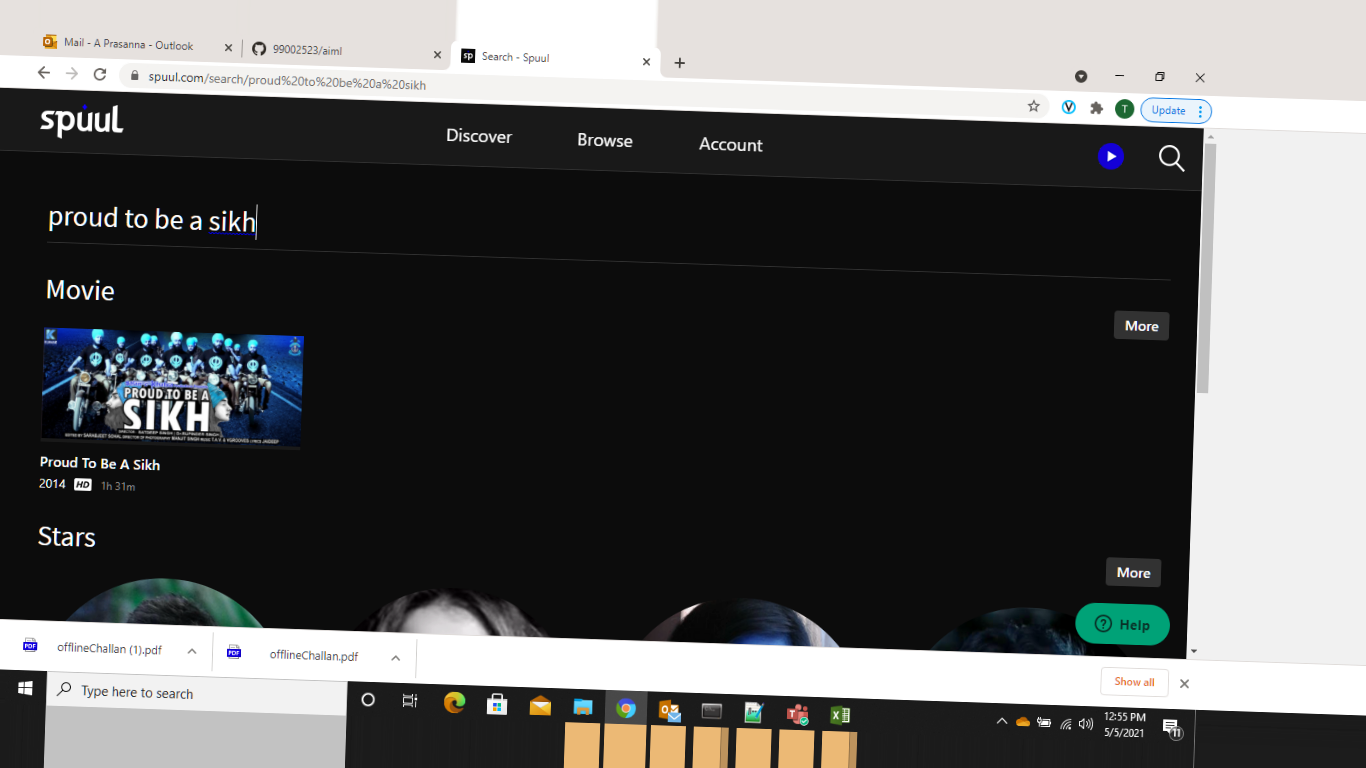 Mail - A Prasanna - Outlook
99002523/aiml
Search - Spuul
spuul.com/search/proud%20to%20be%20a%20sikh
T
Update
spuul
Discover
Browse
Account
proud to be a sikh
Movie
More
PROUD TO BE A
SIKH
Proud To Be A Sikh
2014 HD 1h 31m
Stars
More
Help
offlineChallan (1).pdf
offlineChallan.pdf
Show all
Type here to search
12:55 PM
5/5/2021
11